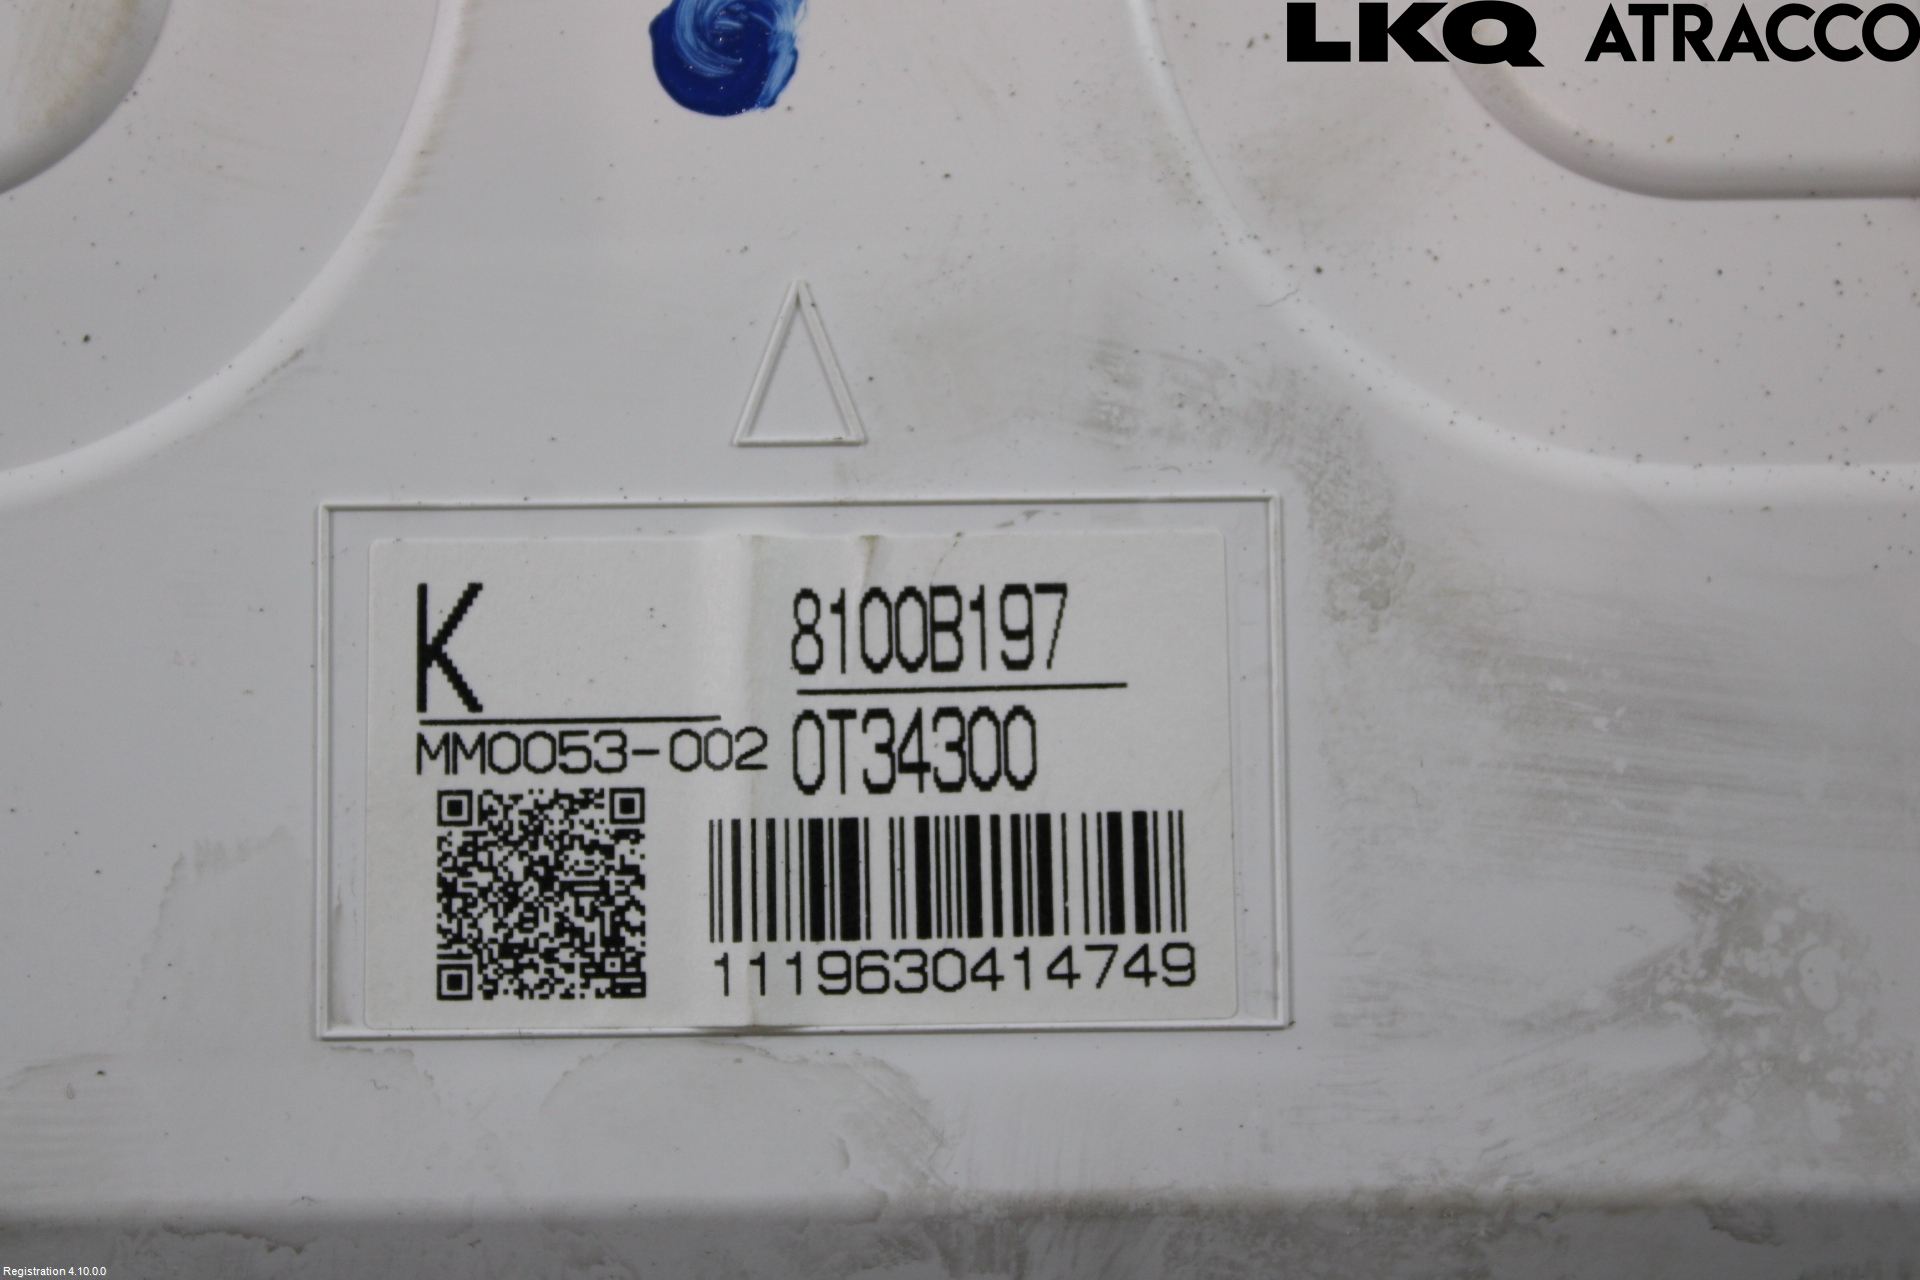 LKQ ATRACCO
K
8100B197
MM0053-002
0T34300
1119630414749
Registration 4.10.0.0